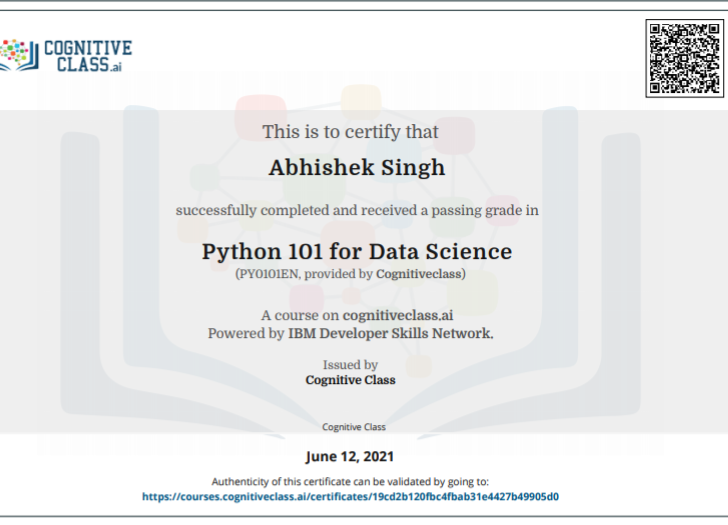 COGNITIVE
CLASS.ai
This is to certify that
Abhishek Singh
successfully completed and received a passing grade in
Python 101 for Data Science
(PY0101EN, provided by Cognitiveclass)
A course on cognitiveclass.ai
Powered by IBM Developer Skills Network.
Issued by
Cognitive Class
Cognitive Class
June 12, 2021
Authenticity of this certificate can be validated by going to:
https://courses.cognitiveclass.ai/certificates/19cd2b120fbc4fbab31e4427b49905d0